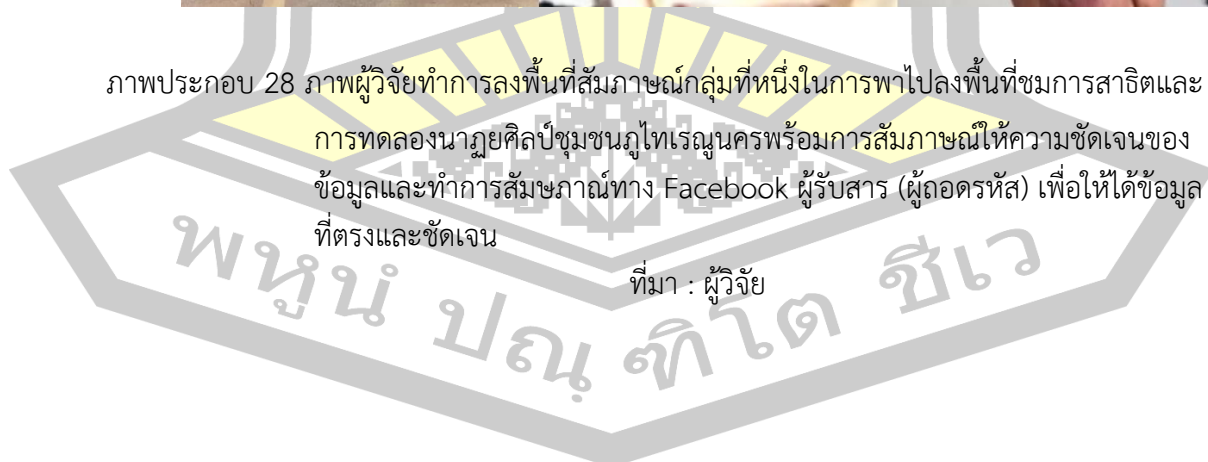 ภาพประกอบ 28 ภาพผู้วิจัยทำการลงพื้นที่สัมภาษณ์กลุ่มที่หนึ่งในการพาไปลงพื้นที่ชมการสาธิตและ
การทดลองนาฏยศิลป์ชุมชนภูไทเรณูนครพร้อมการสัมภาษณ์ให้ความชัดเจนของ
ข้อมูลและทำการสัมษภาณ์ทาง Facebook ผู้รับสาร (ผู้ถอดรหัส) เพื่อให้ได้ข้อมูล
ที่ตรงและชัดเจน
ที่มา : ผู้วิจัย
พหูนํ ปณฺฑิโต ชีเว